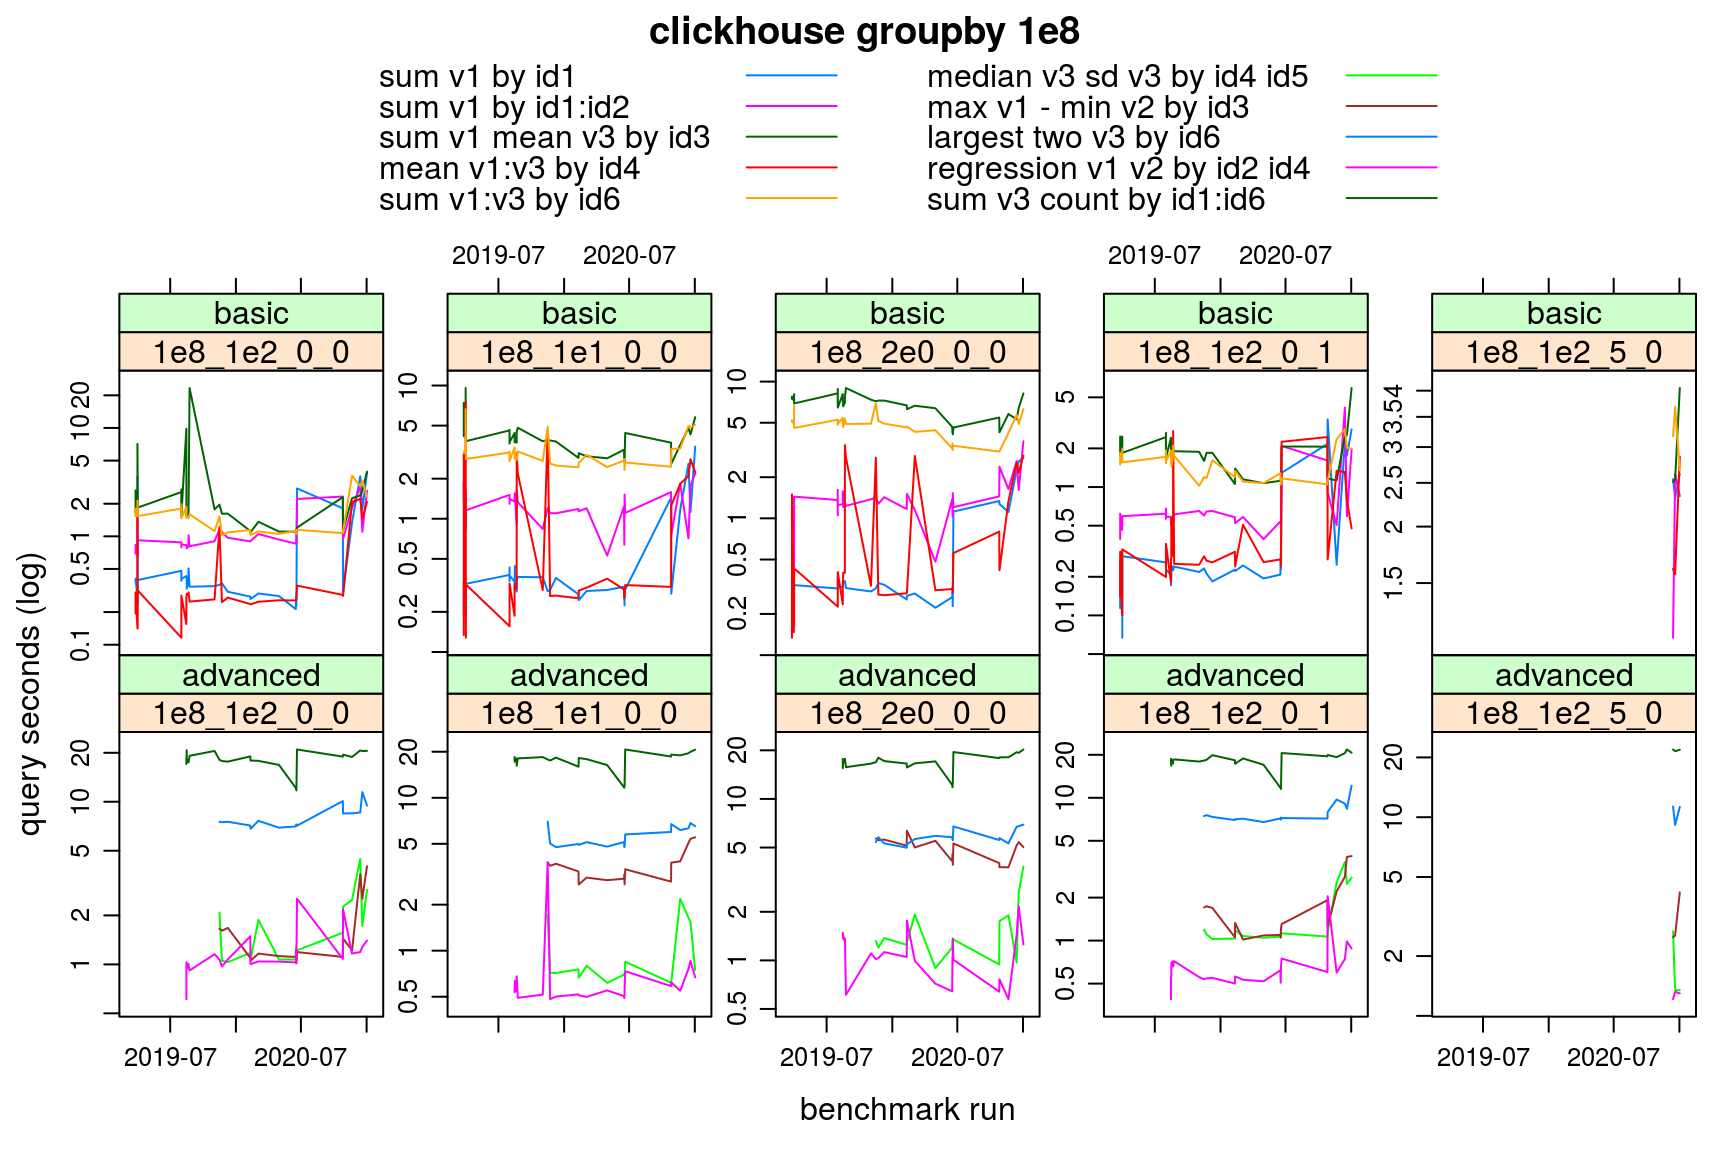 clickhouse groupby 1e8
sum v1 by id1
sum v1 by id1:id2
sum v1 mean v3 by id3
mean v1:v3 by id4
sum v1:v3 by id6
median v3 sd v3 by id4 id5
max v1 - min v2 by id3
largest two v3 by id6
regression v1 v2 by id2 id4
sum v3 count by id1:id6
2019-07 2020-07 2019-07 2020-07
basic basic basic basic basic
1e8_1e2_0_0 1e8_1e1_0_0 1e8_2e0_0_0 1e8_1e2_0_1 1e8_1e2_5_0
0.1 0.5 1 2 5 10 20
0.2 0.5 1 2 5 10
0.2 0.5 1 2 5 10
0.10 0.2 0.5 1 2 5
1.5 2 2.5 3 3.54
advanced advanced advanced advanced advanced
1e8_1e2_0_0 1e8_1e1_0_0 1e8_2e0_0_0 1e8_1e2_0_1 1e8_1e2_5_0
1 2 5 10 20
0.5 1 2 5 10 20
0.5 1 2 5 10 20
0.5 1 2 5 10 20
2 5 10 20
2019-07 2020-07 2019-07 2020-07 2019-07 2020-07
query seconds (log)
benchmark run